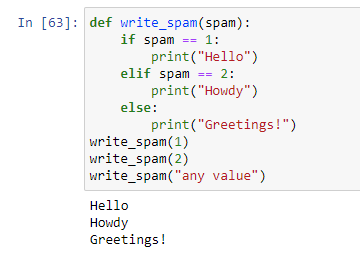 In [63]: def write_spam(spam):
    if spam == 1:
        print("Hello")
    elif spam == 2:
        print("Howdy")
    else:
        print("Greetings!")
write_spam(1)
write_spam(2)
write_spam("any value")
Hello
Howdy
Greetings!